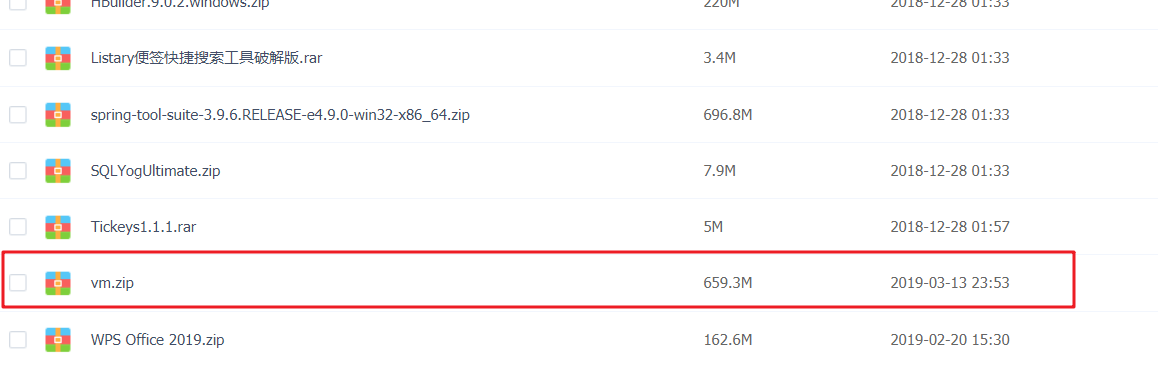 HBuilder.9.0.2.windows.zip 220M 2018-12-28 01:33
Listary便签快捷搜索工具破解版.rar 3.4M 2018-12-28 01:33
spring-tool-suite-3.9.6.RELEASE-e4.9.0-win32-x86_64.zip 696.8M 2018-12-28 01:33
SQLYogUltimate.zip 7.9M 2018-12-28 01:33
Tickeys1.1.1.rar 5M 2018-12-28 01:57
vm.zip 659.3M 2019-03-13 23:53
WPS Office 2019.zip 162.6M 2019-02-20 15:30